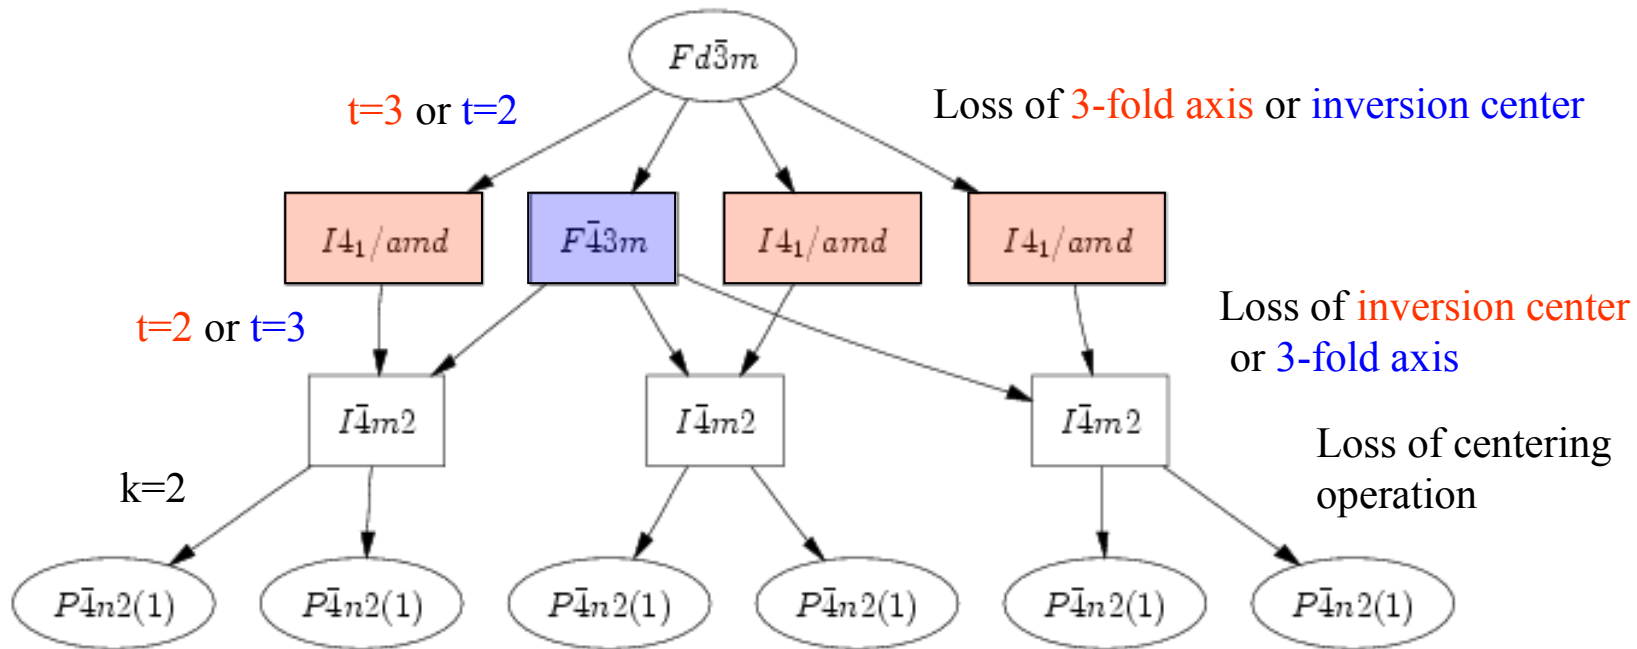 Fd3̄m
t=3 or t=2
Loss of 3-fold axis or inversion center
I4₁/amd
F4̄3m
I4₁/amd
I4₁/amd
t=2 or t=3
Loss of inversion center
or 3-fold axis
I4̄m2
I4̄m2
I4̄m2
Loss of centering
operation
k=2
P4̄n2(1)
P4̄n2(1)
P4̄n2(1)
P4̄n2(1)
P4̄n2(1)
P4̄n2(1)